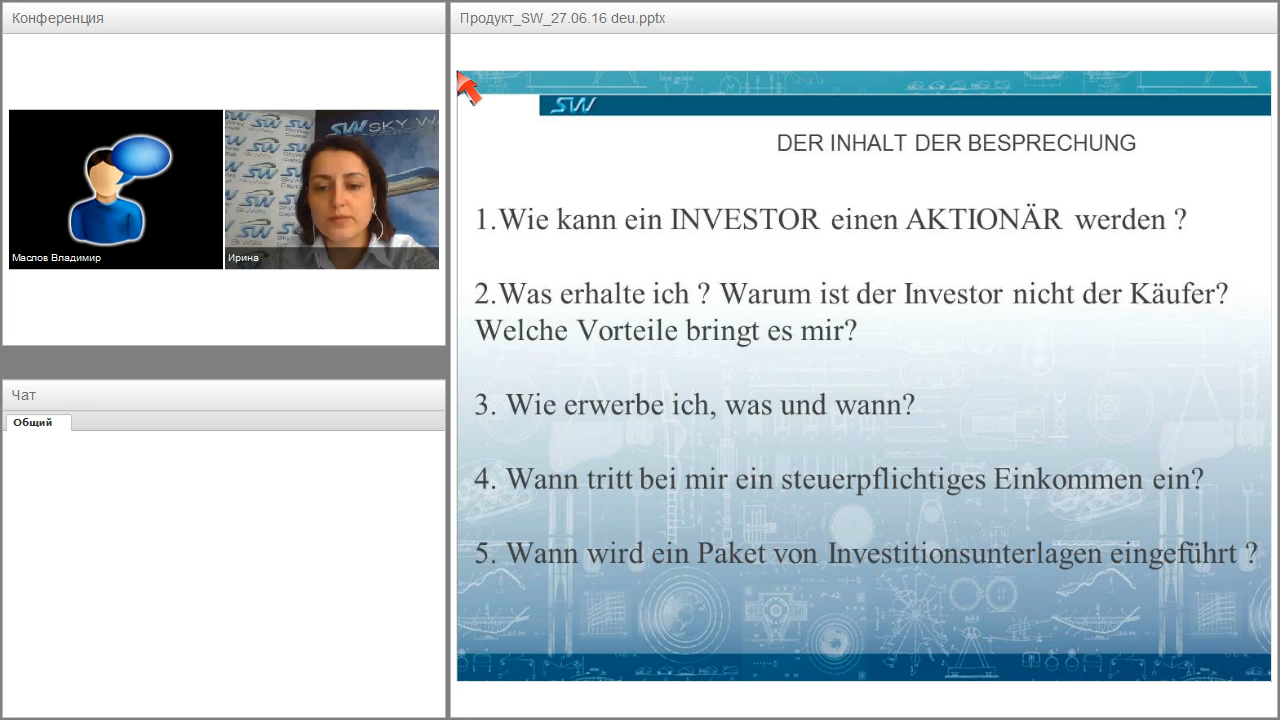 Конференция
Маслов Владимир
SW SKY WA
Ирина
Чат
Общий
Продукт_SW_27.06.16 deu.pptx
SW
DER INHALT DER BESPRECHUNG
1.Wie kann ein INVESTOR einen AKTIONÄR werden ?
2.Was erhalte ich ? Warum ist der Investor nicht der Käufer?
Welche Vorteile bringt es mir?
3. Wie erwerbe ich, was und wann?
4. Wann tritt bei mir ein steuerpflichtiges Einkommen ein?
5. Wann wird ein Paket von Investitionsunterlagen eingeführt ?